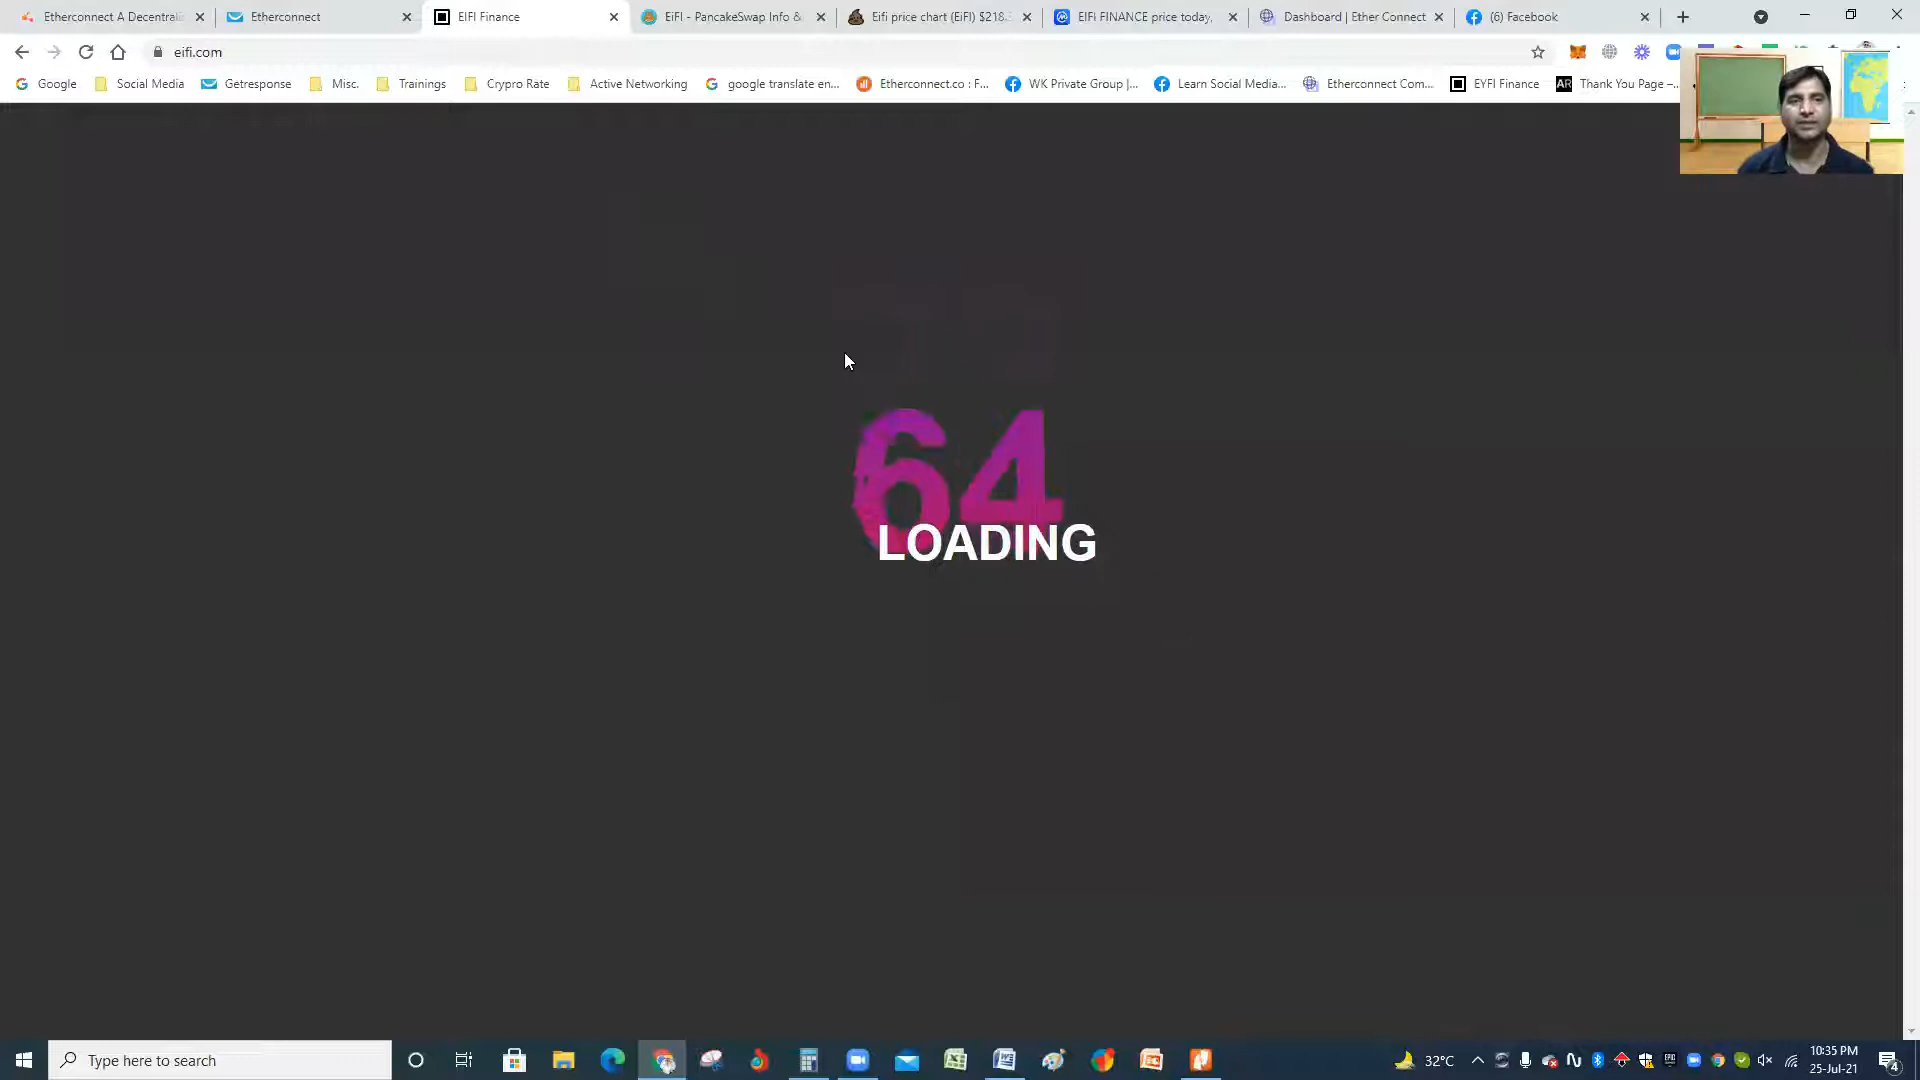 Etherconnect A Decentrali
Etherconnect
EIFI Finance
EiFI - PancakeSwap Info &
Eifi price chart (EiFI) $218.
EIFI FINANCE price today,
Dashboard | Ether Connect
(6) Facebook
eifi.com
Google
Social Media
Getresponse
Misc.
Trainings
Crypro Rate
Active Networking
google translate en...
Etherconnect.co : F...
WK Private Group |...
Learn Social Media...
Etherconnect Com...
EYFI Finance
AR Thank You Page –...
64
LOADING
Type here to search
32°C
10:35 PM
25-Jul-21
4